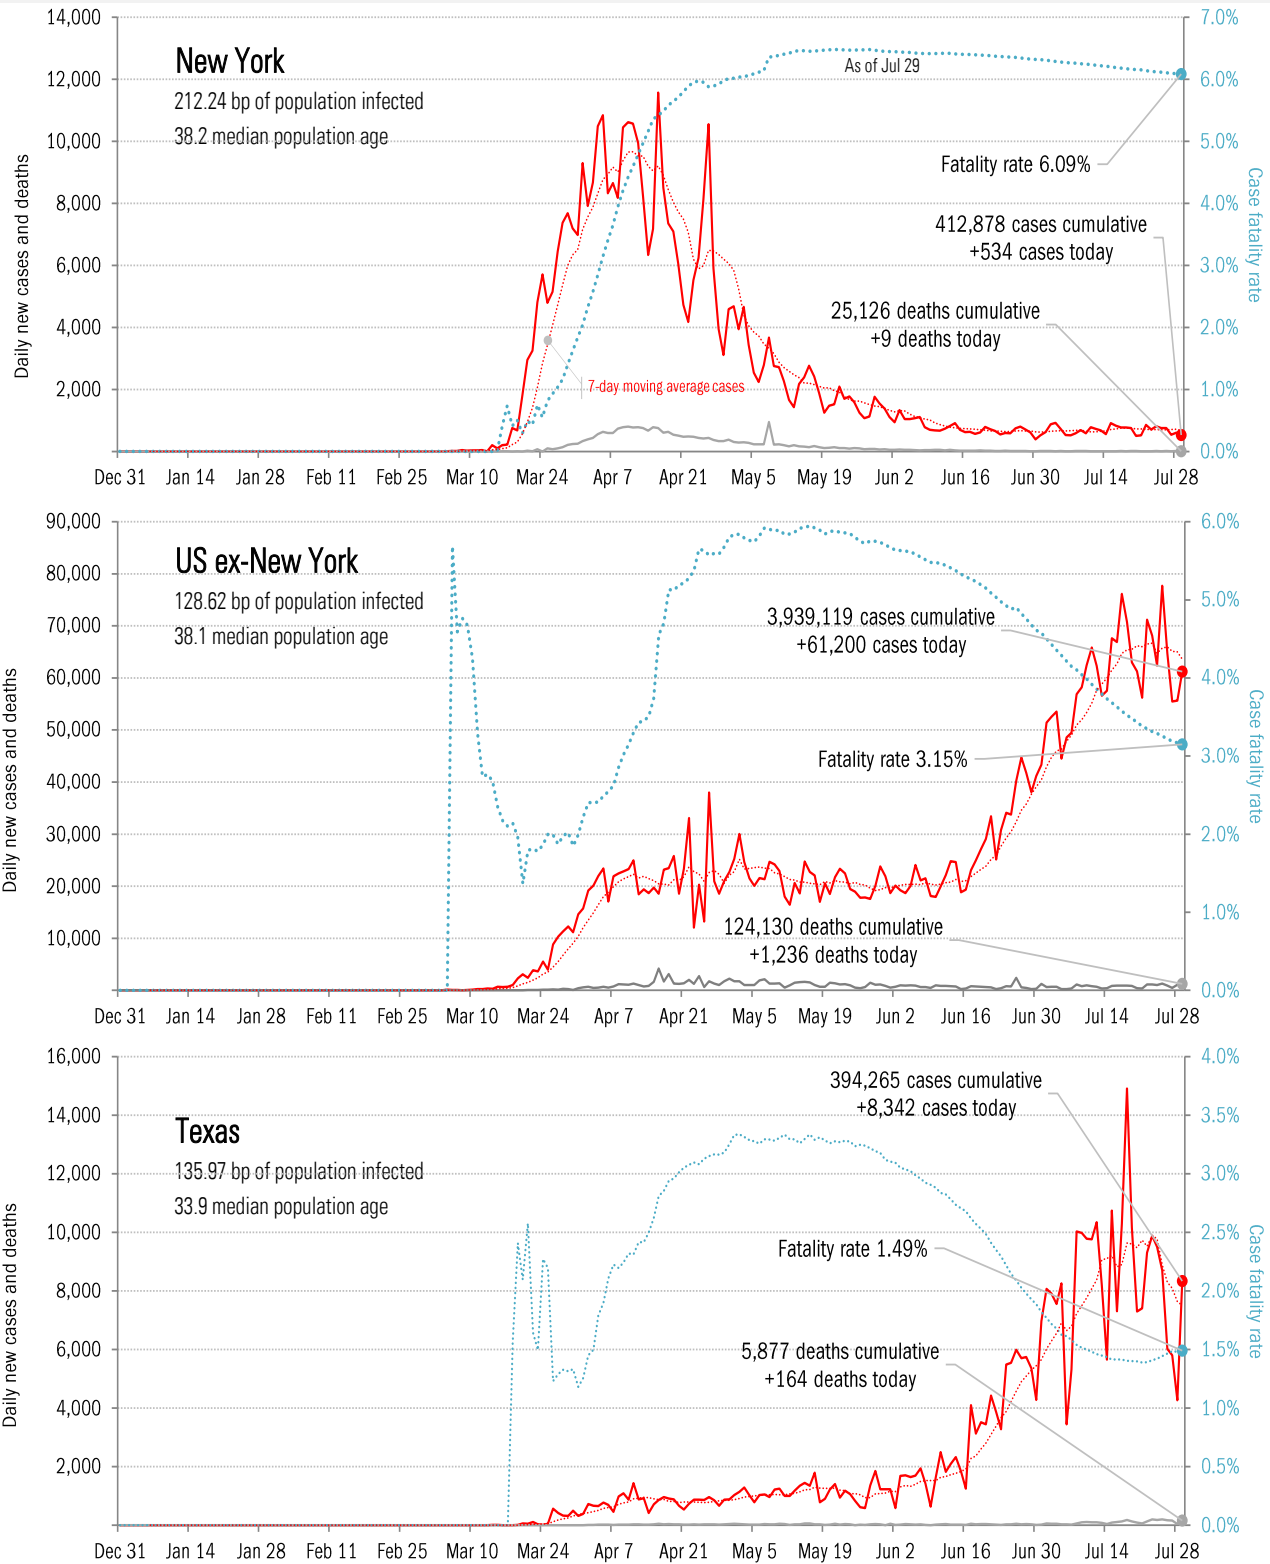 14,000
12,000
10,000
8,000
6,000
4,000
2,000
Daily new cases and deaths
New York
212.24 bp of population infected
38.2 median population age
As of Jul 29
Fatality rate 6.09%
412,878 cases cumulative
+534 cases today
25,126 deaths cumulative
+9 deaths today
7-day moving average cases
7.0%
6.0%
5.0%
4.0%
3.0%
2.0%
1.0%
0.0%
Case fatality rate
Dec 31 Jan 14 Jan 28 Feb 11 Feb 25 Mar 10 Mar 24 Apr 7 Apr 21 May 5 May 19 Jun 2 Jun 16 Jun 30 Jul 14 Jul 28
90,000
80,000
70,000
60,000
50,000
40,000
30,000
20,000
10,000
Daily new cases and deaths
US ex-New York
128.62 bp of population infected
38.1 median population age
3,939,119 cases cumulative
+61,200 cases today
Fatality rate 3.15%
124,130 deaths cumulative
+1,236 deaths today
6.0%
5.0%
4.0%
3.0%
2.0%
1.0%
0.0%
Case fatality rate
Dec 31 Jan 14 Jan 28 Feb 11 Feb 25 Mar 10 Mar 24 Apr 7 Apr 21 May 5 May 19 Jun 2 Jun 16 Jun 30 Jul 14 Jul 28
16,000
14,000
12,000
10,000
8,000
6,000
4,000
2,000
Daily new cases and deaths
Texas
135.97 bp of population infected
33.9 median population age
394,265 cases cumulative
+8,342 cases today
Fatality rate 1.49%
5,877 deaths cumulative
+164 deaths today
4.0%
3.5%
3.0%
2.5%
2.0%
1.5%
1.0%
0.5%
0.0%
Case fatality rate
Dec 31 Jan 14 Jan 28 Feb 11 Feb 25 Mar 10 Mar 24 Apr 7 Apr 21 May 5 May 19 Jun 2 Jun 16 Jun 30 Jul 14 Jul 28